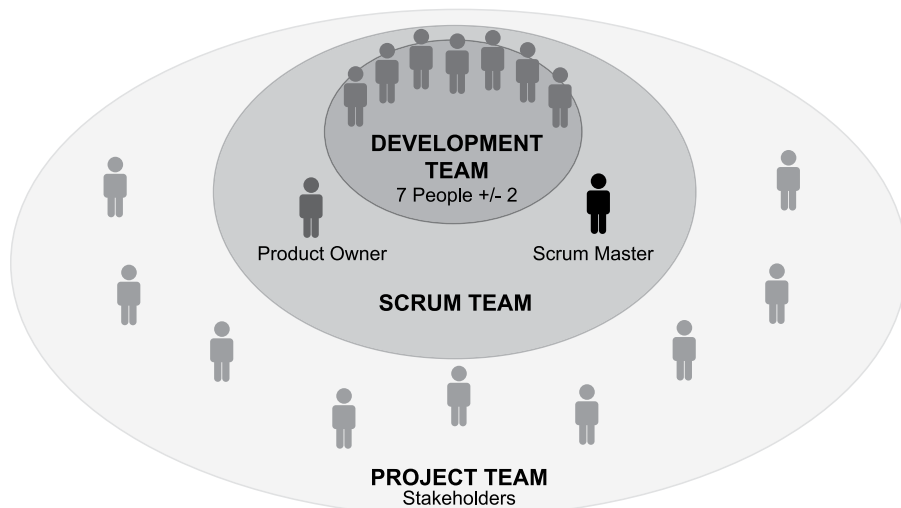 DEVELOPMENT
TEAM
7 People +/- 2
Product Owner
Scrum Master
SCRUM TEAM
PROJECT TEAM
Stakeholders